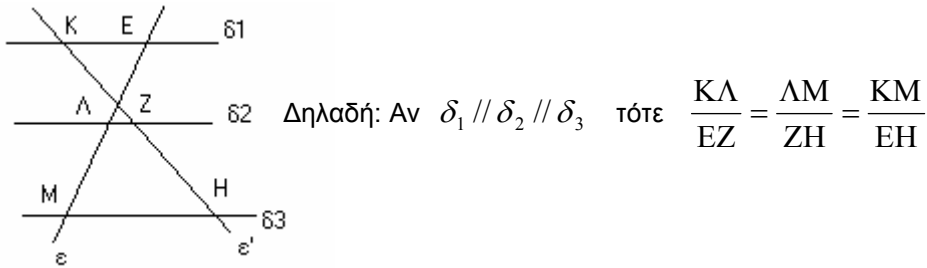 Κ Ε δ1
Λ Ζ δ2 Δηλαδή: Αν δ₁ // δ₂ // δ₃ τότε ΚΛ/ΕΖ = ΛΜ/ΖΗ = ΚΜ/ΕΗ
Μ Η δ3
ε ε'